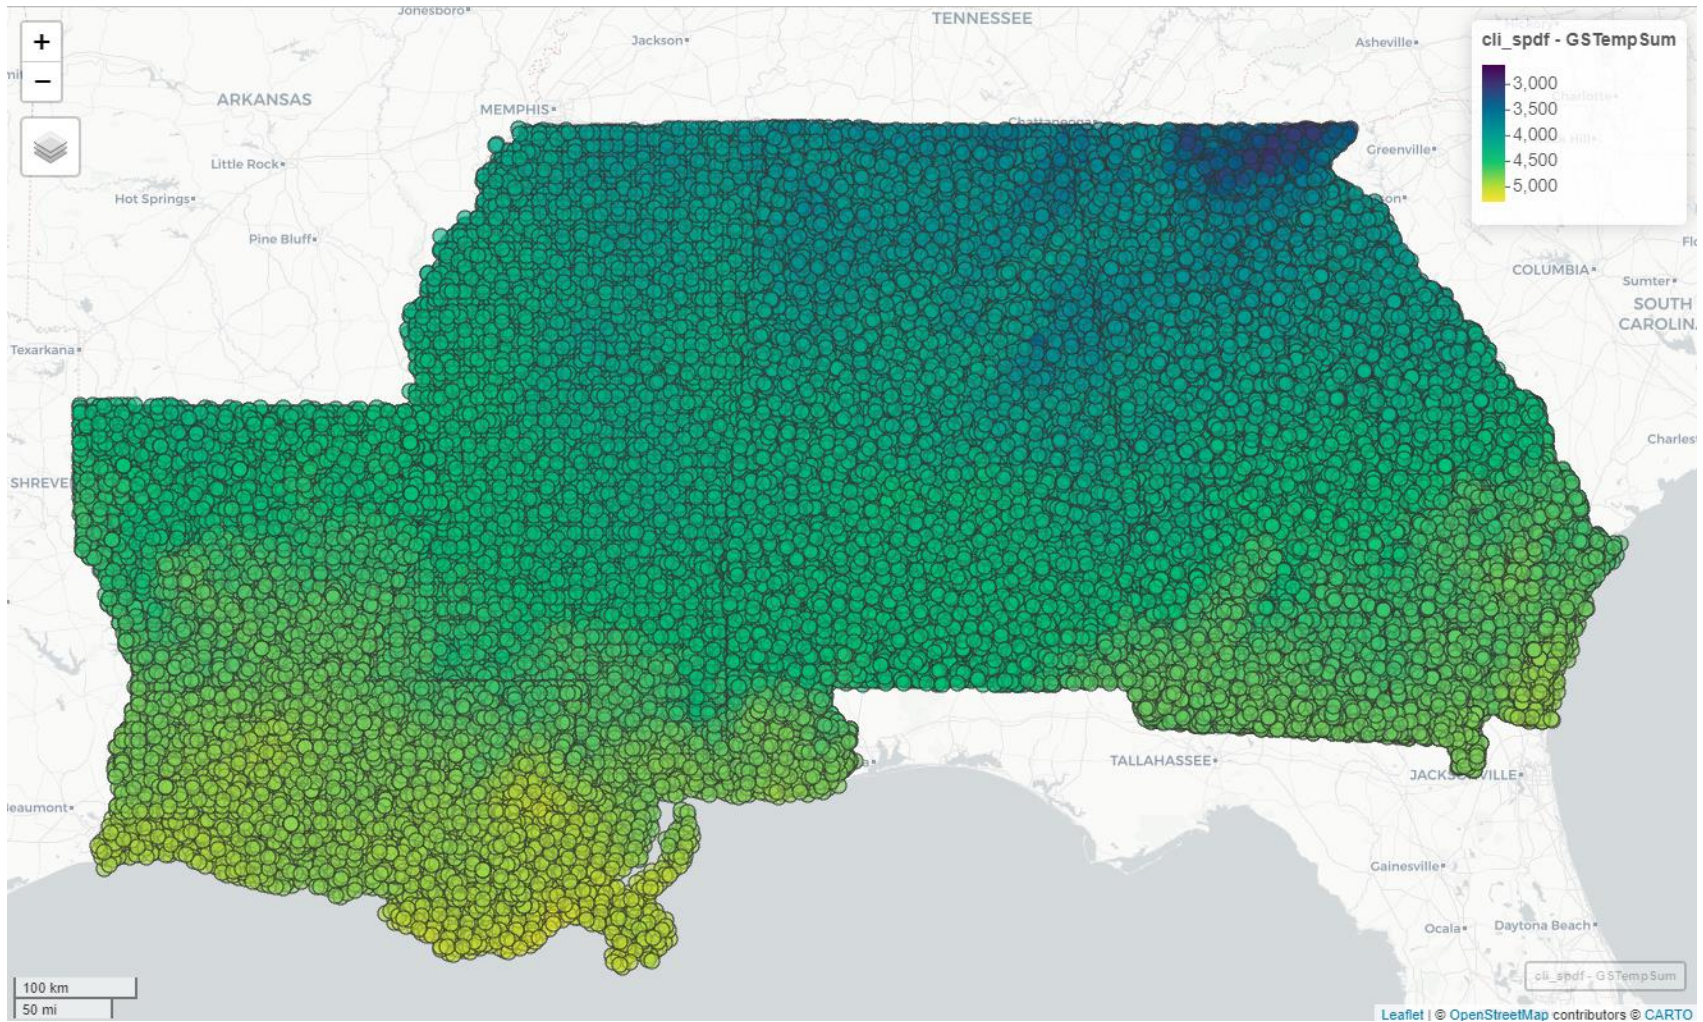 Jonesboro
TENNESSEE
Jackson
Asheville
+
−
cli_spdf - GSTempSum
3,000
3,500
4,000
4,500
5,000
ARKANSAS
MEMPHIS
Chattanooga
Charlotte
Greenville
Little Rock
Hot Springs
Pine Bluff
COLUMBIA
Sumter
SOUTH
CAROLIN
Texarkana
Charles
SHREVE
TALLAHASSEE
JACKS VILLE
eaumont
Gainesville
Ocala
Daytona Beach
cli_spdf - GSTempSum
100 km
50 mi
Leaflet | © OpenStreetMap contributors © CARTO